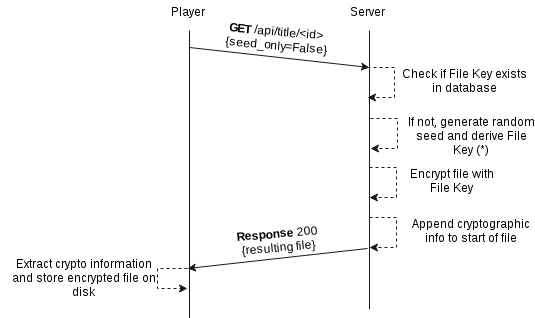 Player
Server
GET /api/title/<id>
{seed_only=False}
Check if File Key exists
in database
If not, generate random
seed and derive File
Key (*)
Encrypt file with
File Key
Append cryptographic
info to start of file
Response 200
{resulting file}
Extract crypto information
and store encrypted file on
disk